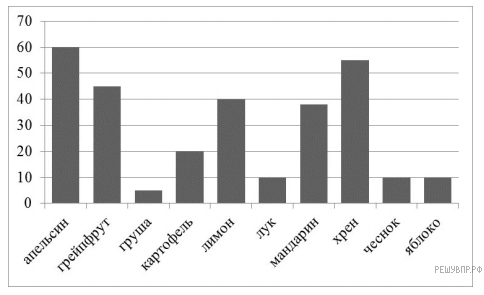 70
60
50
40
30
20
10
0
апельсин
грейпфрут
груша
картофель
лимон
лук
мандарин
хрен
чеснок
яблоко
РЕШУВПР.РФ